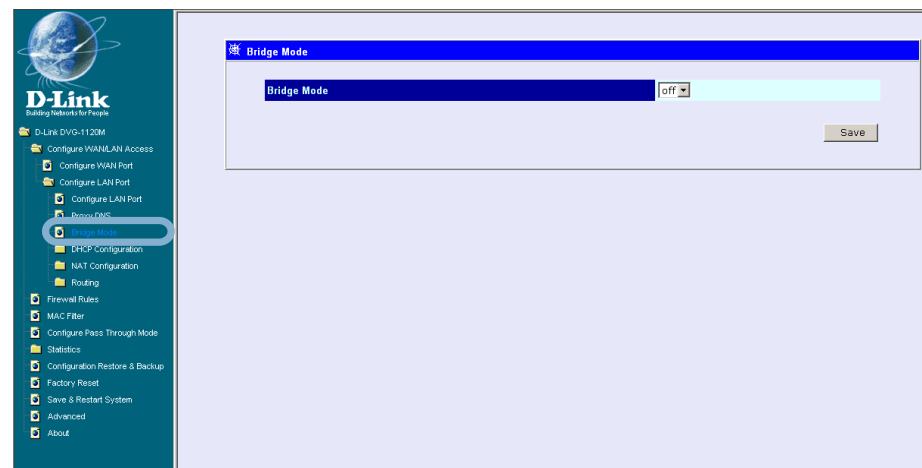 D-Link
Building Networks for People
D-Link DVG-1120M
Configure WAN/LAN Access
Configure WAN Port
Configure LAN Port
Configure LAN Port
Proxy DNS
Bridge Mode
DHCP Configuration
NAT Configuration
Routing
Firewall Rules
MAC Filter
Configure Pass Through Mode
Statistics
Configuration Restore & Backup
Factory Reset
Save & Restart System
Advanced
About
Bridge Mode
Bridge Mode off
Save